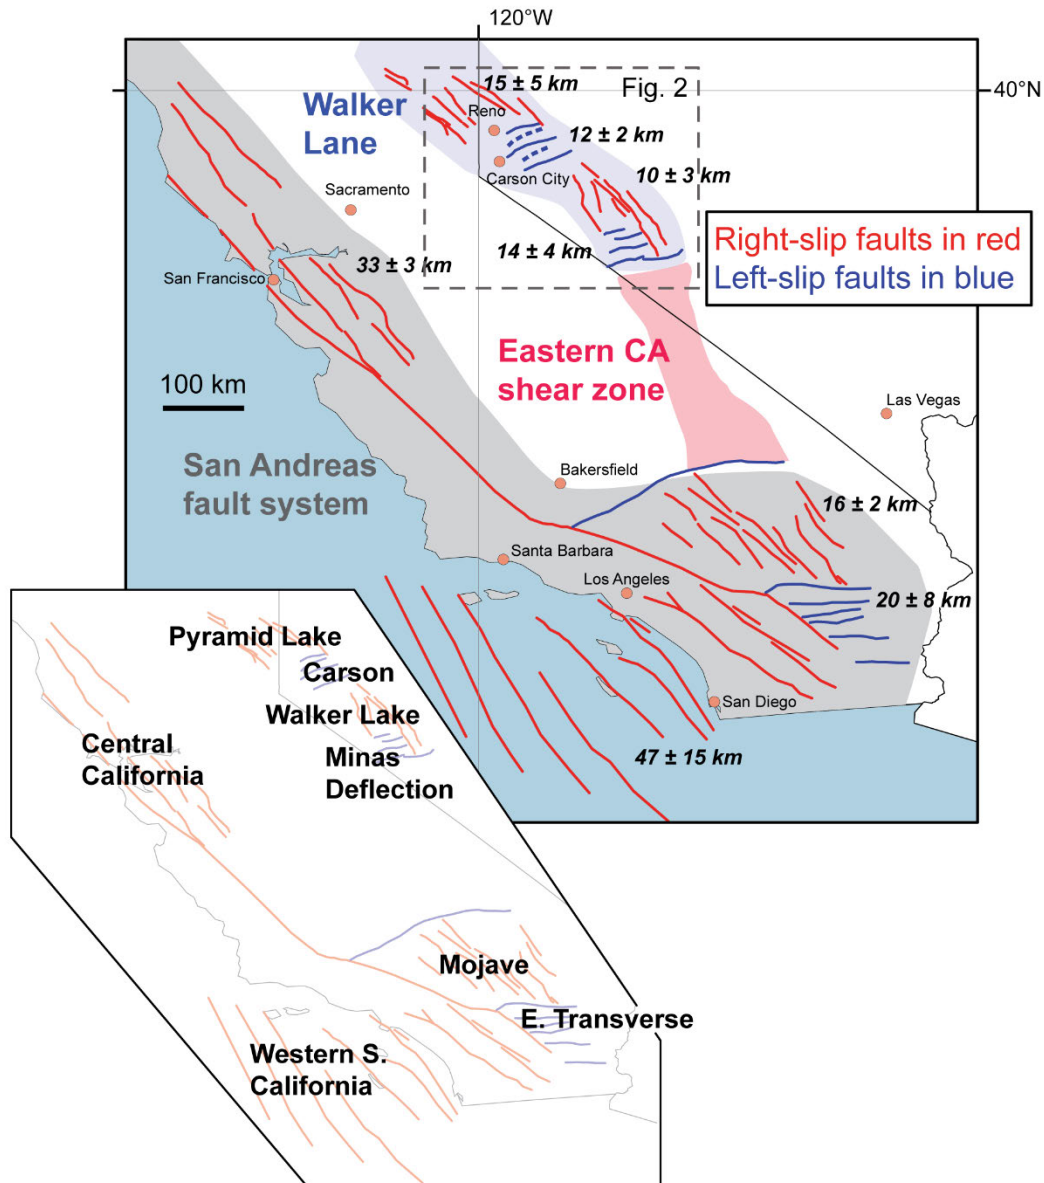 120°W
40°N
15 ± 5 km
Fig. 2
Walker
Lane
Reno
12 ± 2 km
Carson City
10 ± 3 km
Sacramento
14 ± 4 km
Right-slip faults in red
Left-slip faults in blue
33 ± 3 km
San Francisco
Eastern CA
shear zone
100 km
Las Vegas
San Andreas
fault system
Bakersfield
16 ± 2 km
Santa Barbara
Los Angeles
20 ± 8 km
San Diego
47 ± 15 km
Pyramid Lake
Carson
Walker Lake
Central
California
Minas
Deflection
Mojave
E. Transverse
Western S.
California